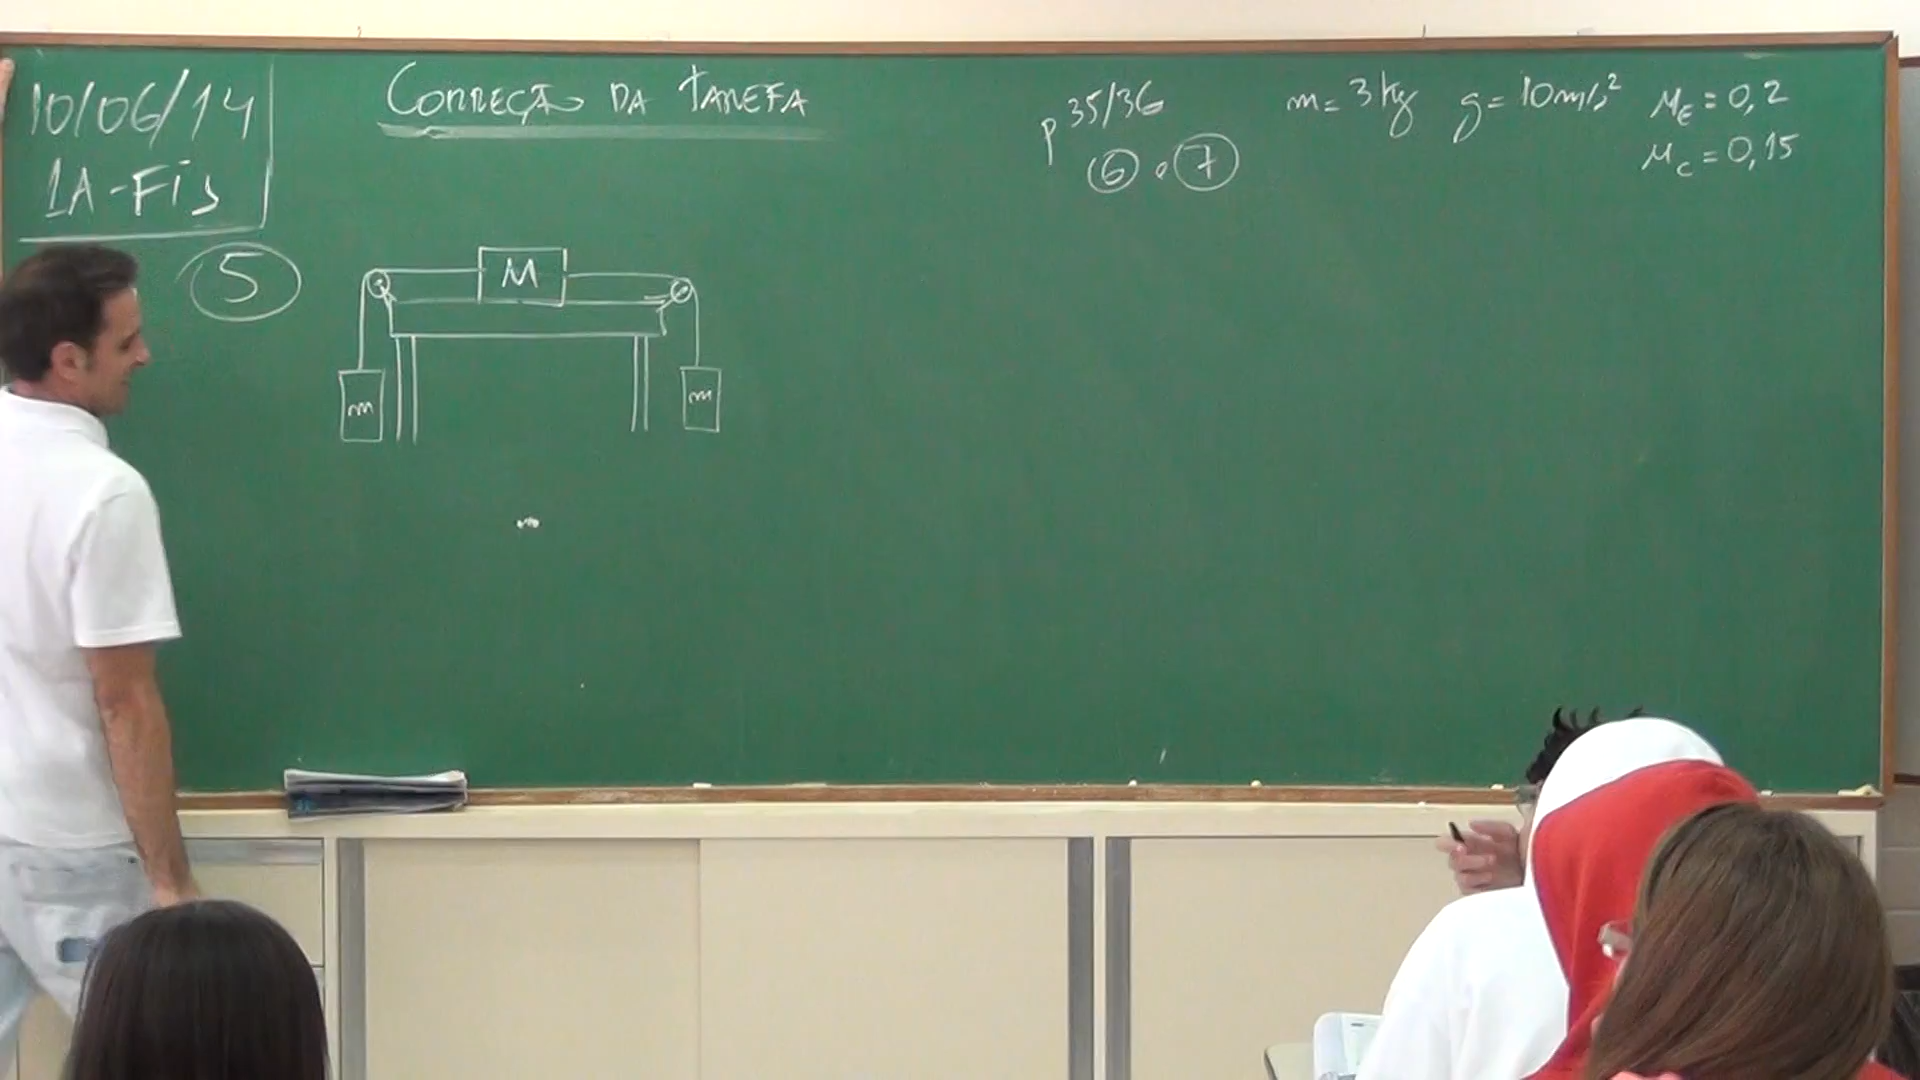 10/06/14
1A-Fís
CORREÇÃO DA TAREFA
p 35/36
6 e 7
m = 3 kg g = 10 m/s² μE = 0,2
μC = 0,15
5
M
m
m